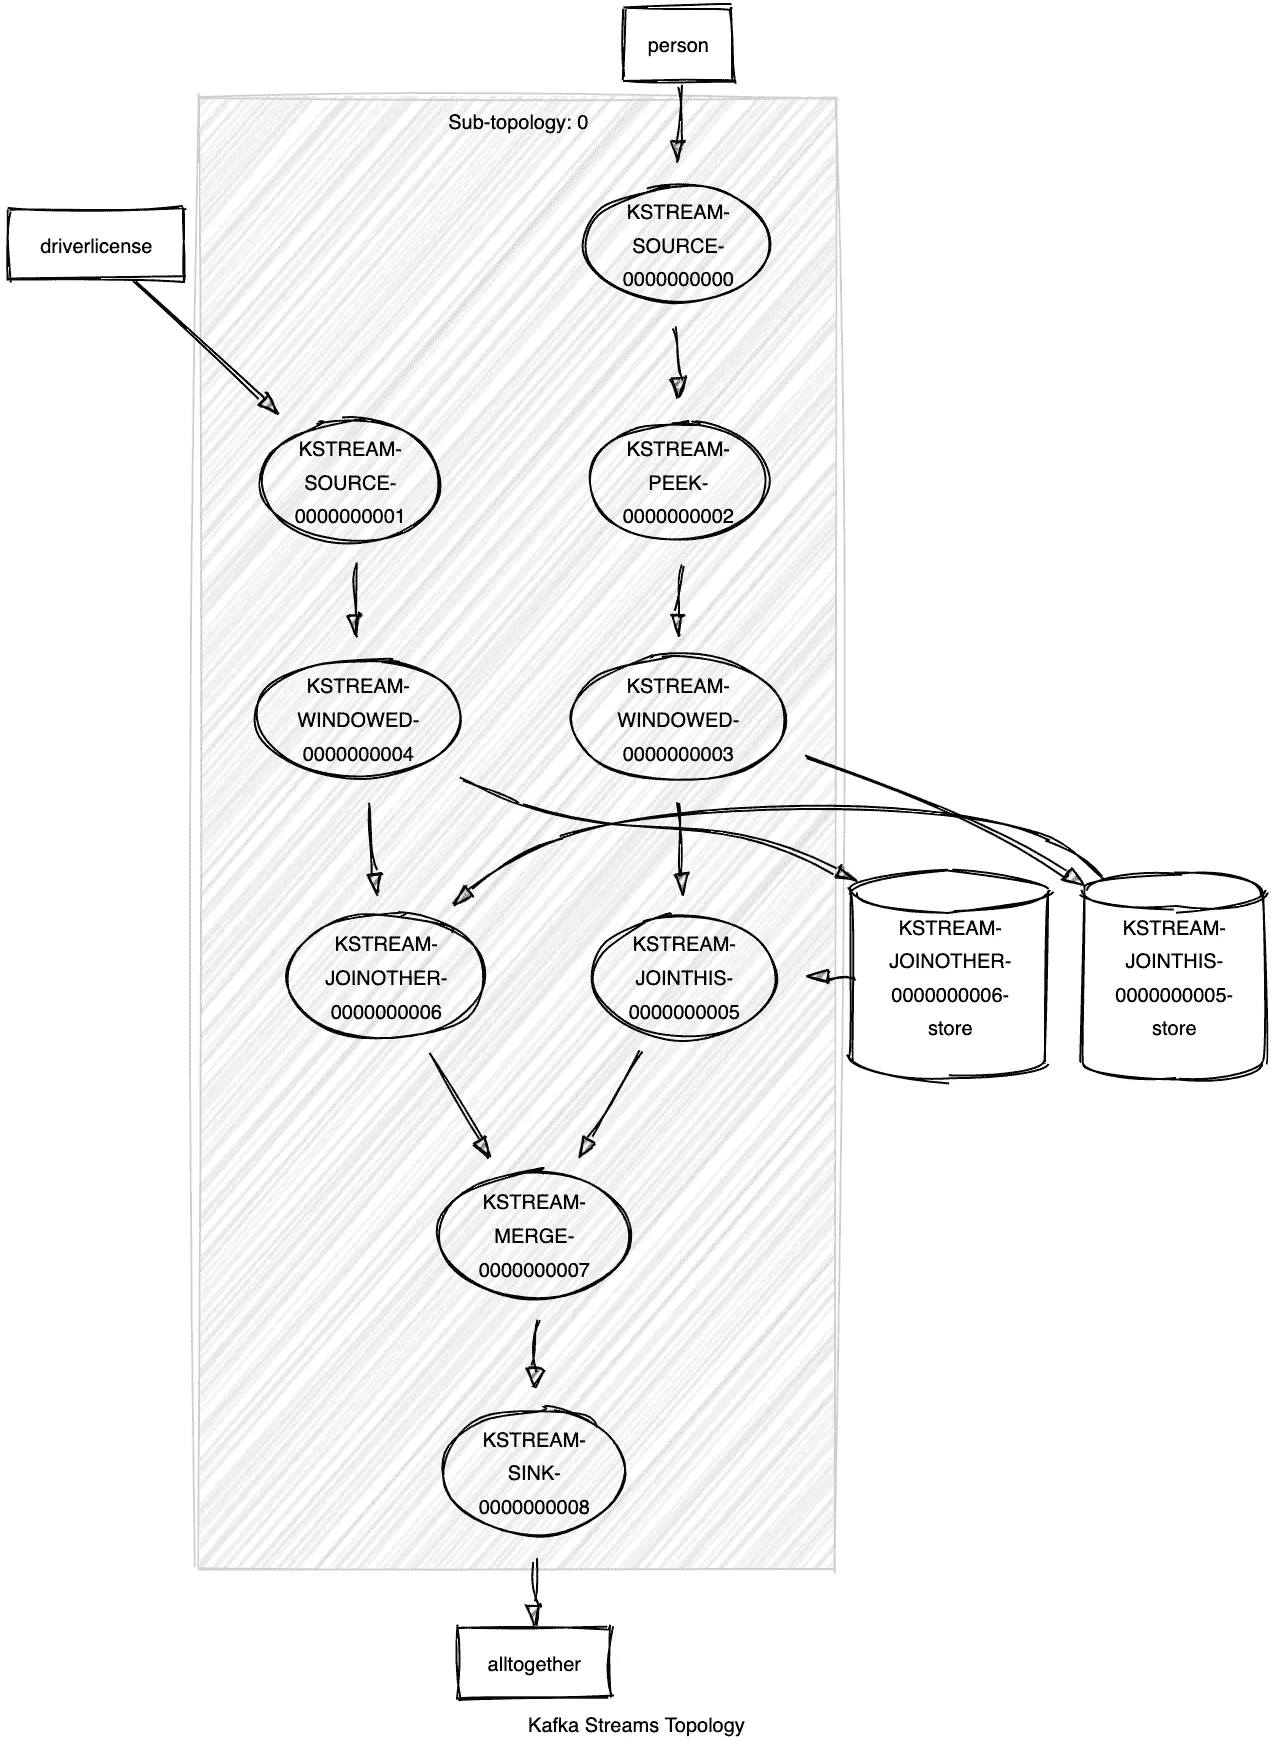 person
Sub-topology: 0
KSTREAM-
SOURCE-
0000000000
driverlicense
KSTREAM-
SOURCE-
0000000001
KSTREAM-
PEEK-
0000000002
KSTREAM-
WINDOWED-
0000000004
KSTREAM-
WINDOWED-
0000000003
KSTREAM-
JOINOTHER-
0000000006
KSTREAM-
JOINTHIS-
0000000005
KSTREAM-
JOINOTHER-
0000000006-
store
KSTREAM-
JOINTHIS-
0000000005-
store
KSTREAM-
MERGE-
0000000007
KSTREAM-
SINK-
0000000008
alltogether
Kafka Streams Topology